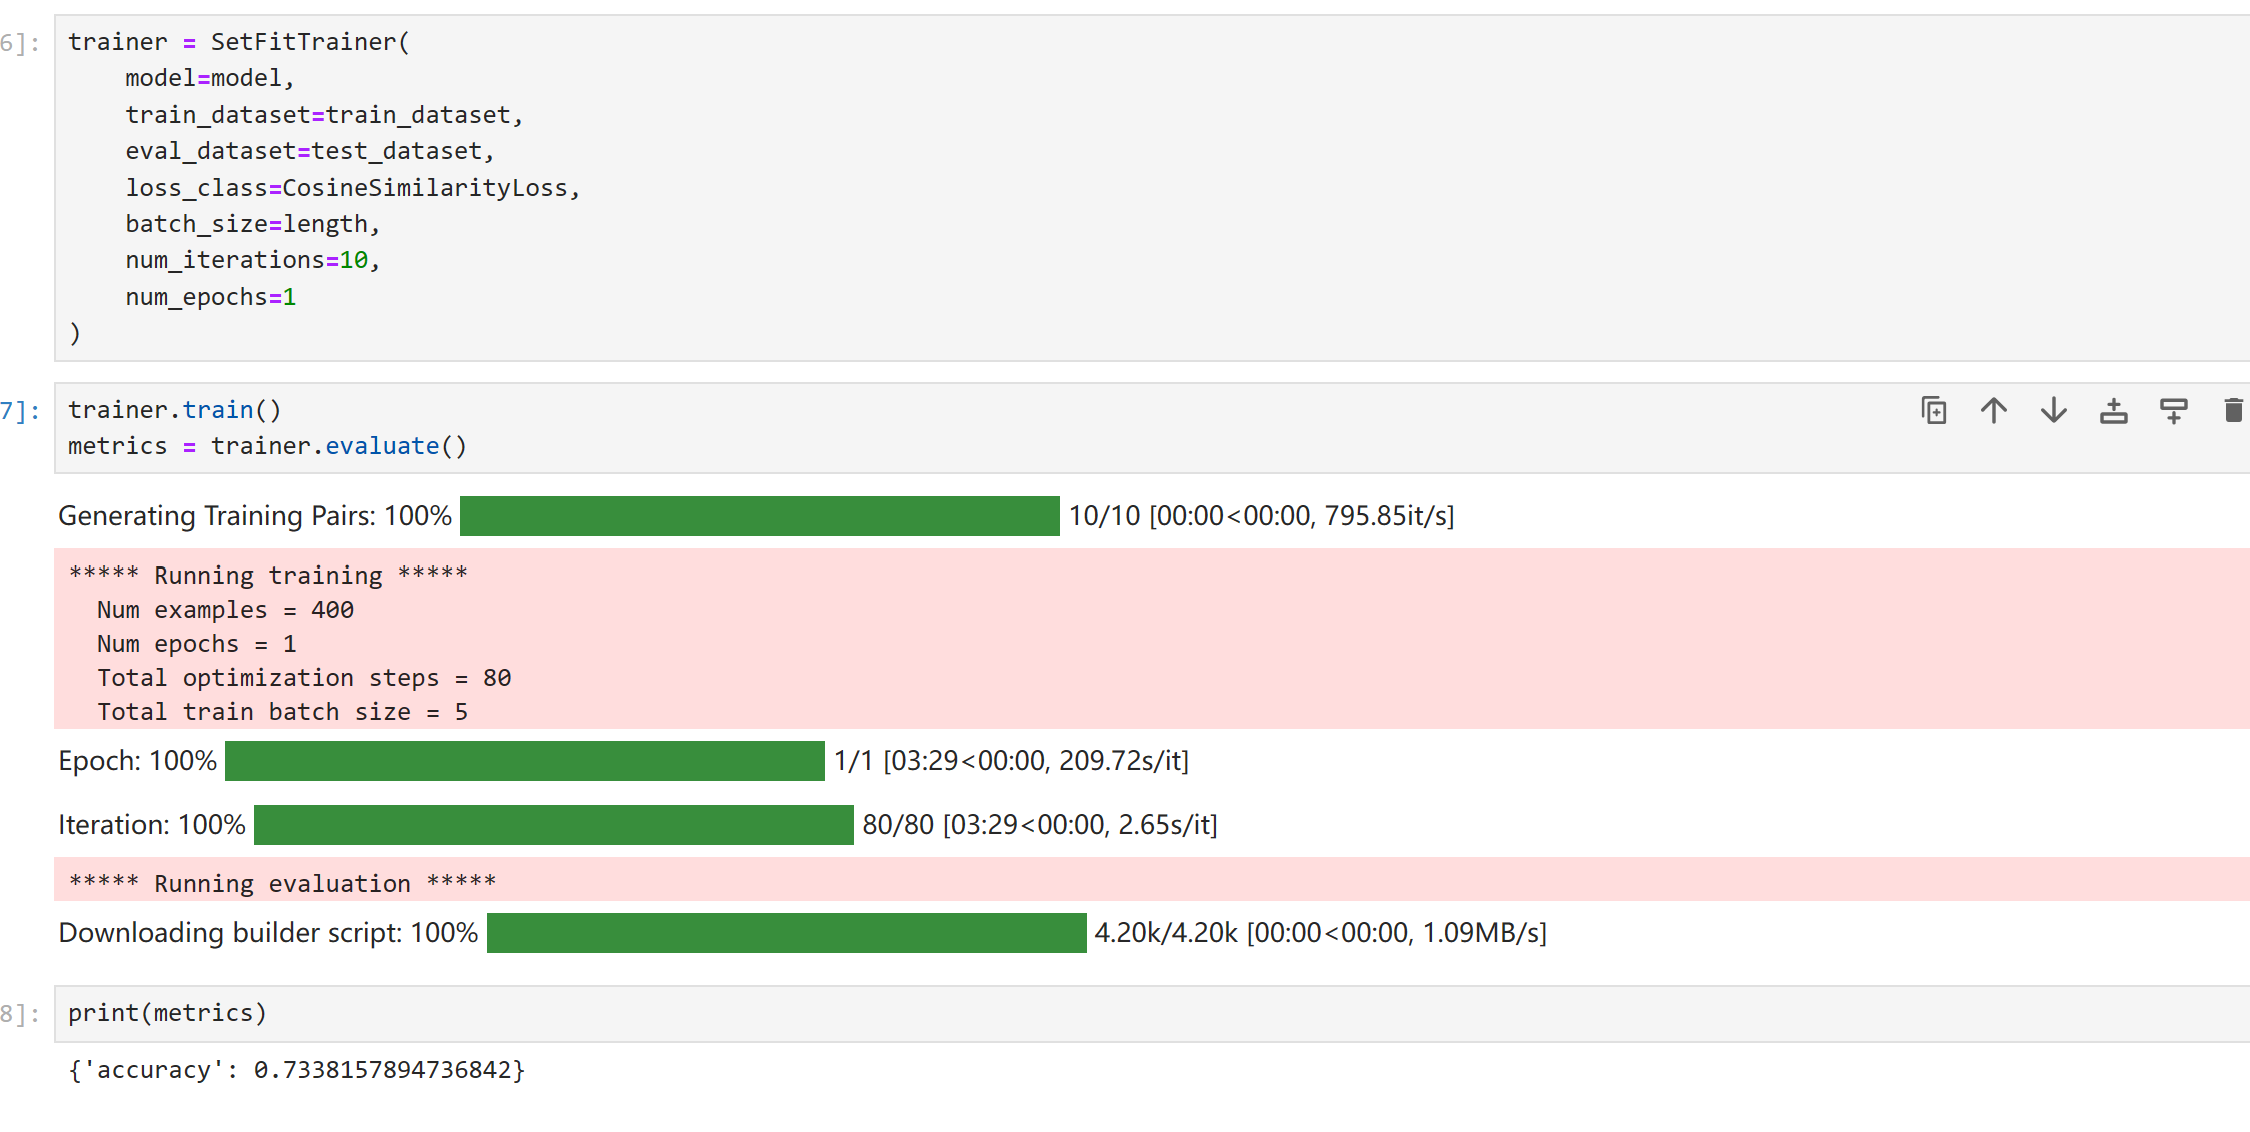 6]:
trainer = SetFitTrainer(
    model=model,
    train_dataset=train_dataset,
    eval_dataset=test_dataset,
    loss_class=CosineSimilarityLoss,
    batch_size=length,
    num_iterations=10,
    num_epochs=1
)
7]:
trainer.train()
metrics = trainer.evaluate()
Generating Training Pairs: 100% 10/10 [00:00<00:00, 795.85it/s]
***** Running training *****
  Num examples = 400
  Num epochs = 1
  Total optimization steps = 80
  Total train batch size = 5
Epoch: 100% 1/1 [03:29<00:00, 209.72s/it]
Iteration: 100% 80/80 [03:29<00:00, 2.65s/it]
***** Running evaluation *****
Downloading builder script: 100% 4.20k/4.20k [00:00<00:00, 1.09MB/s]
8]:
print(metrics)
{'accuracy': 0.7338157894736842}